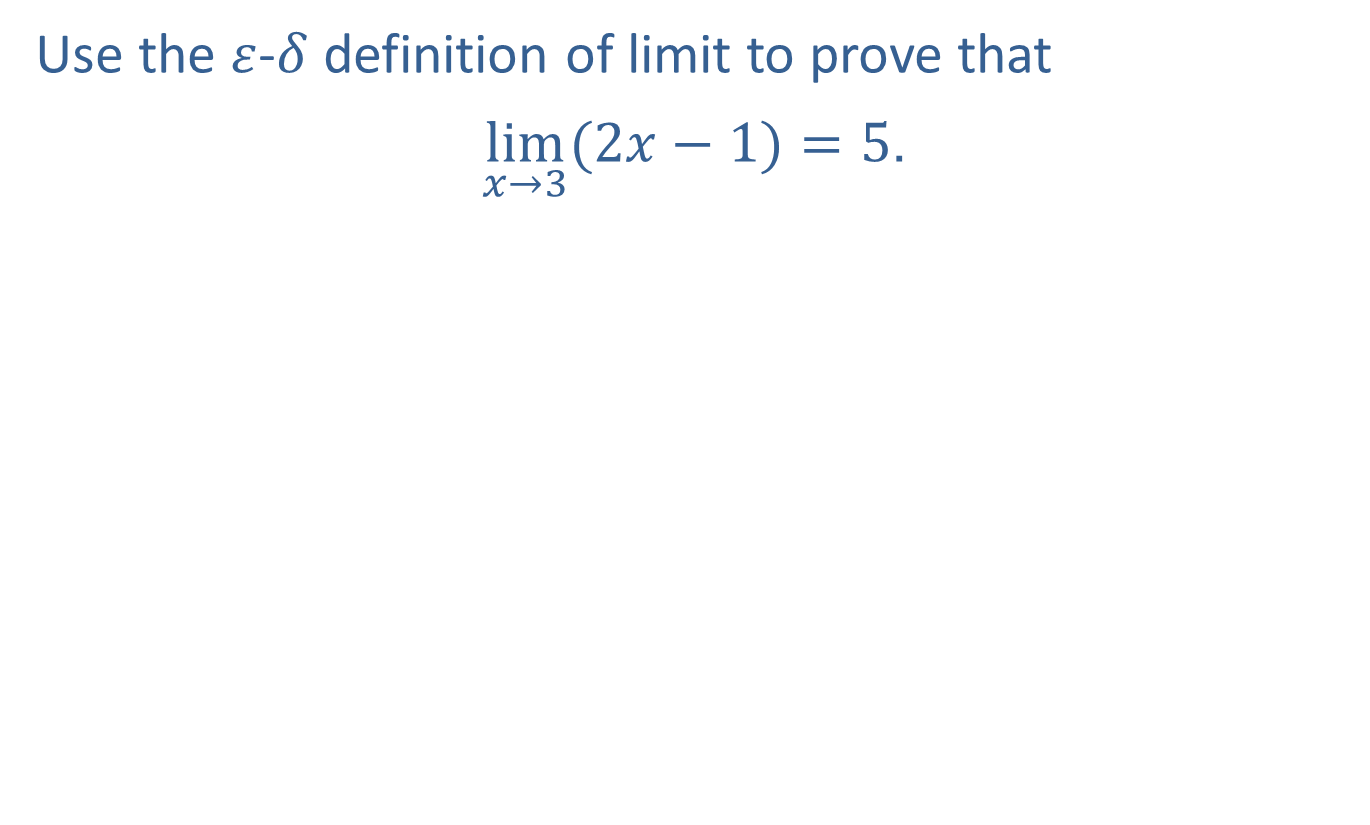 Use the ε-δ definition of limit to prove that
lim(2x − 1) = 5.
x→3